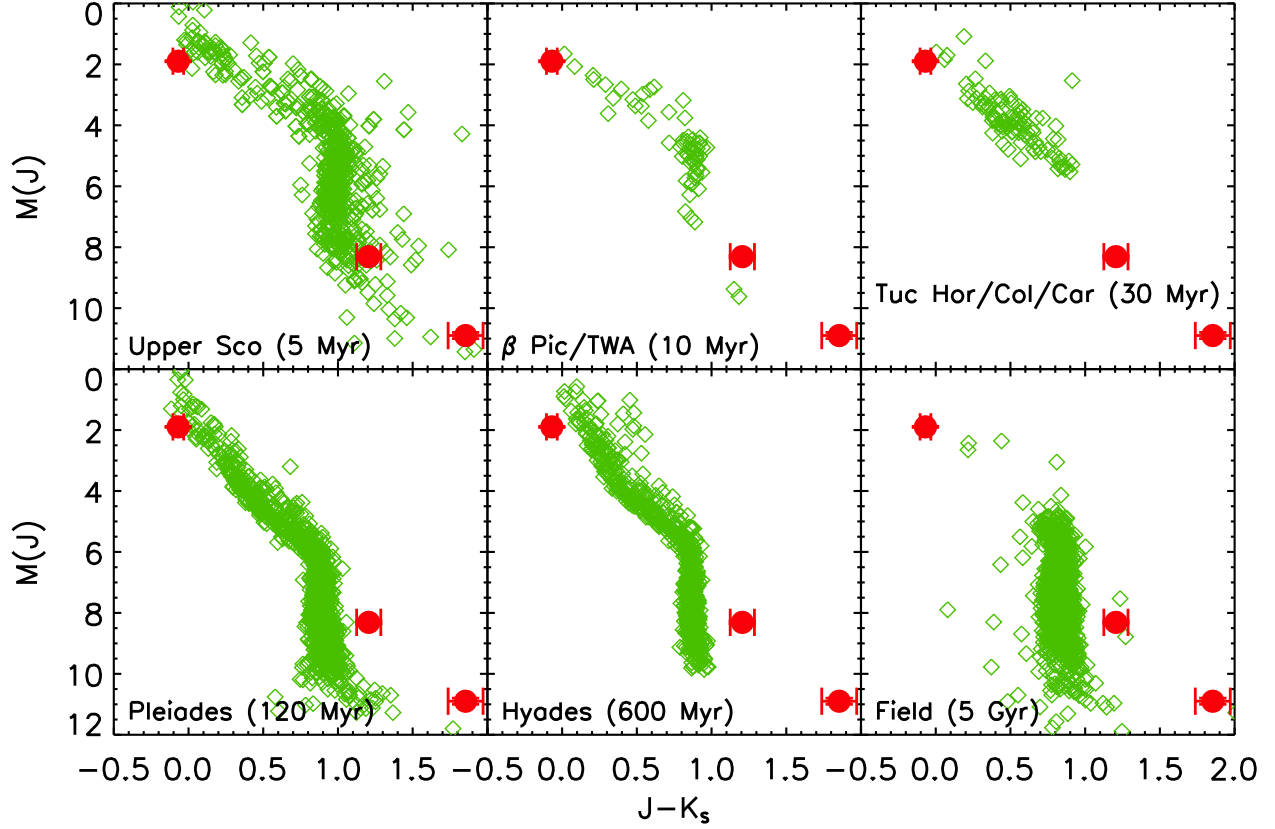 0
2
4
6
8
10
M(J)
Upper Sco (5 Myr)
β Pic/TWA (10 Myr)
Tuc Hor/Col/Car (30 Myr)
0
2
4
6
8
10
12
M(J)
Pleiades (120 Myr)
Hyades (600 Myr)
Field (5 Gyr)
−0.5 0.0 0.5 1.0 1.5 −0.5 0.0 0.5 1.0 1.5 −0.5 0.0 0.5 1.0 1.5 2.0
J−Ks